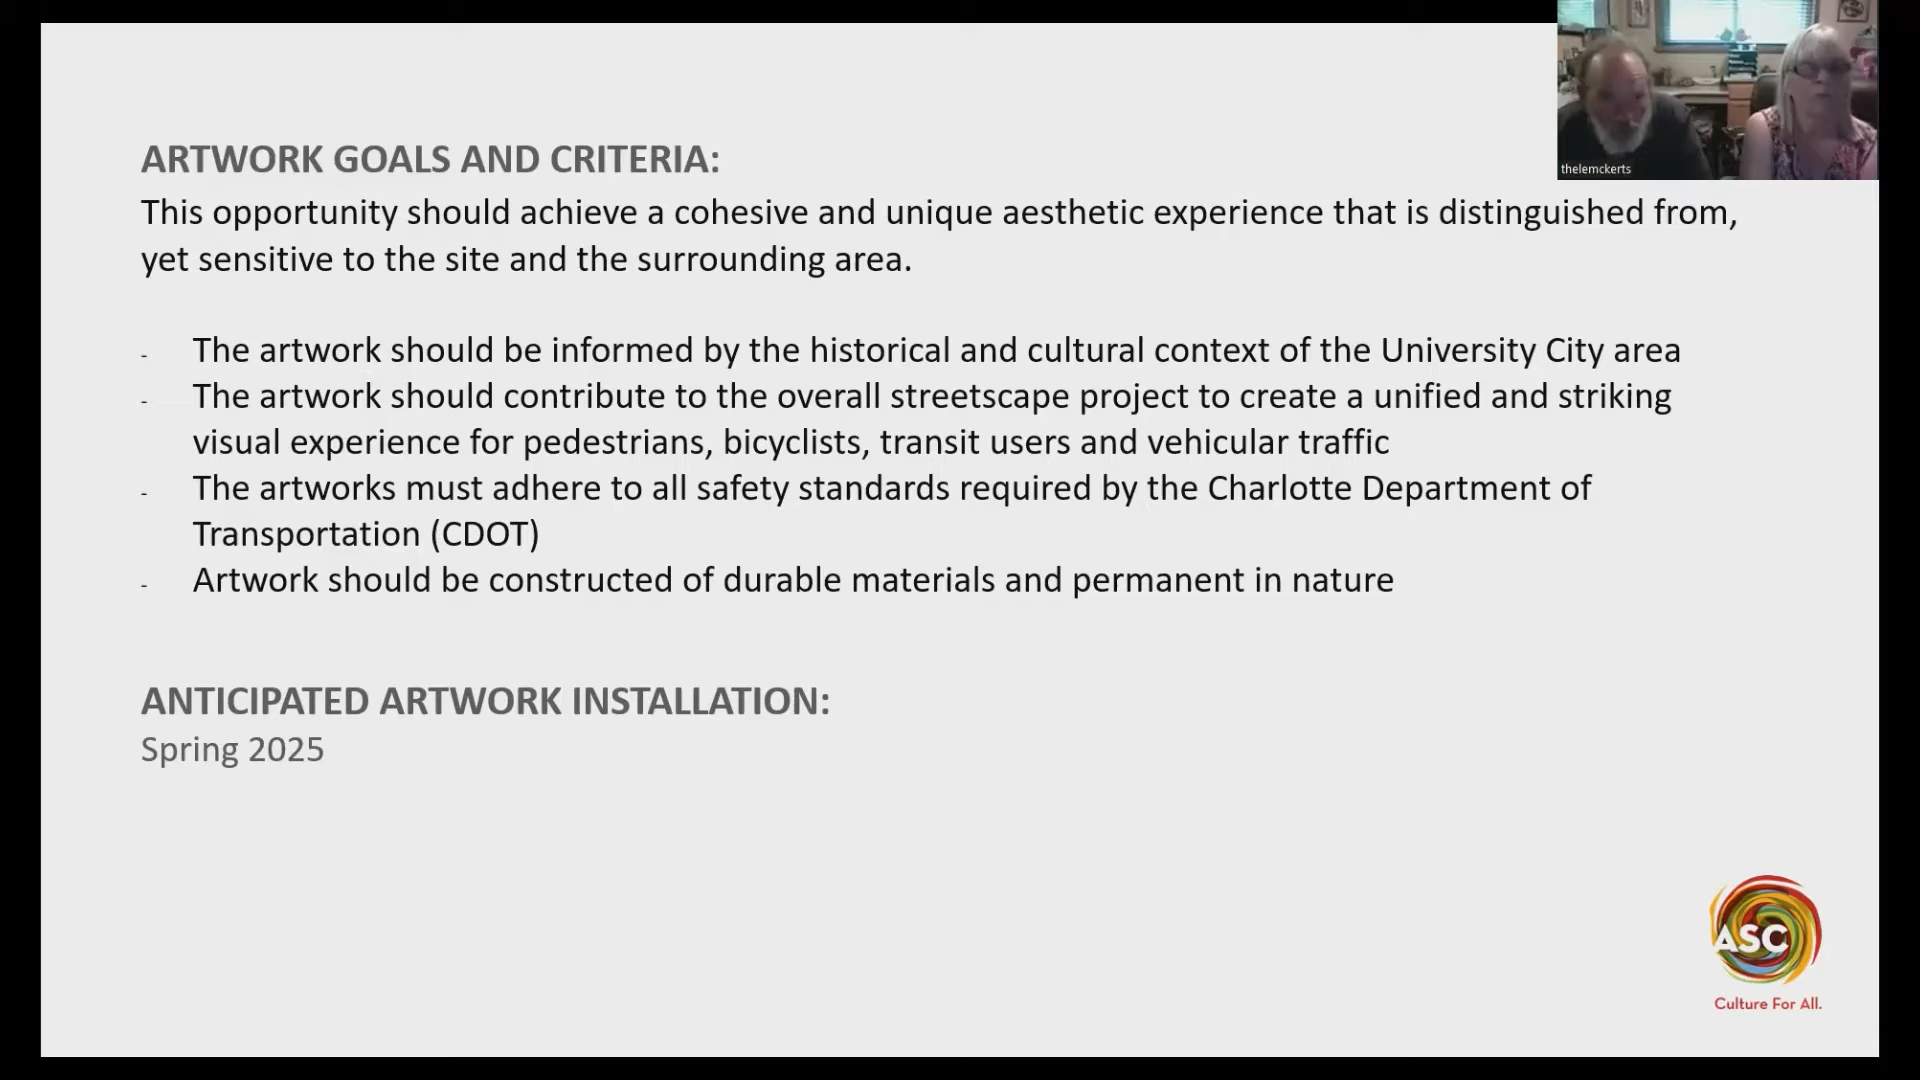 thelemckerts
ARTWORK GOALS AND CRITERIA:
This opportunity should achieve a cohesive and unique aesthetic experience that is distinguished from,
yet sensitive to the site and the surrounding area.
- The artwork should be informed by the historical and cultural context of the University City area
- The artwork should contribute to the overall streetscape project to create a unified and striking
visual experience for pedestrians, bicyclists, transit users and vehicular traffic
- The artworks must adhere to all safety standards required by the Charlotte Department of
Transportation (CDOT)
- Artwork should be constructed of durable materials and permanent in nature
ANTICIPATED ARTWORK INSTALLATION:
Spring 2025
ASC
Culture For All.